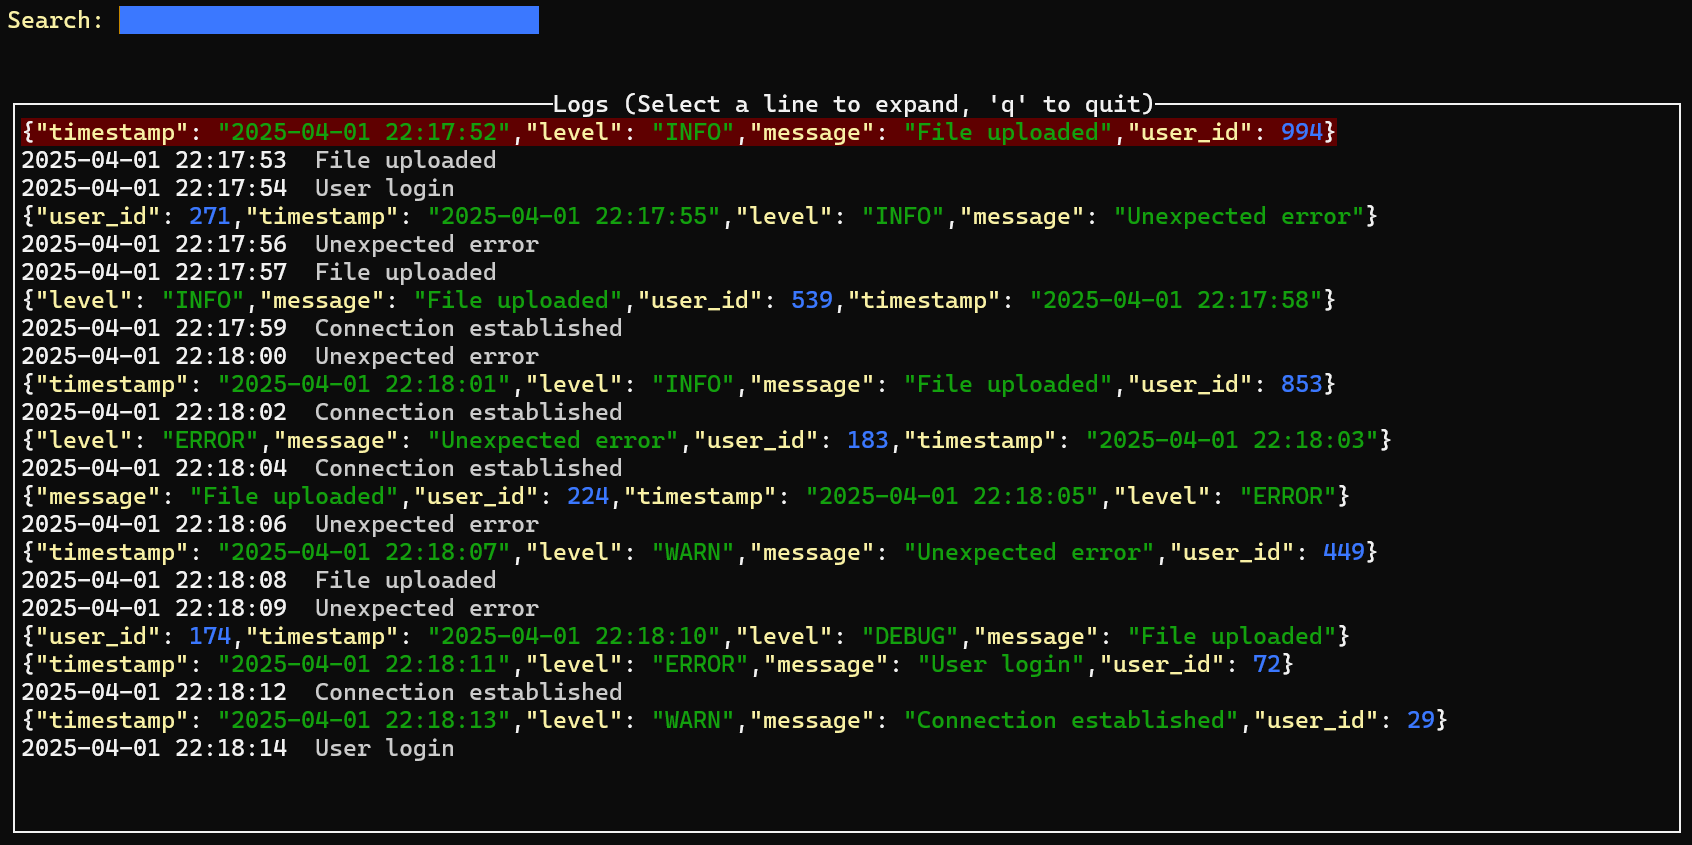 Search:
Logs (Select a line to expand, 'q' to quit)
{"timestamp": "2025-04-01 22:17:52","level": "INFO","message": "File uploaded","user_id": 994}
2025-04-01 22:17:53  File uploaded
2025-04-01 22:17:54  User login
{"user_id": 271,"timestamp": "2025-04-01 22:17:55","level": "INFO","message": "Unexpected error"}
2025-04-01 22:17:56  Unexpected error
2025-04-01 22:17:57  File uploaded
{"level": "INFO","message": "File uploaded","user_id": 539,"timestamp": "2025-04-01 22:17:58"}
2025-04-01 22:17:59  Connection established
2025-04-01 22:18:00  Unexpected error
{"timestamp": "2025-04-01 22:18:01","level": "INFO","message": "File uploaded","user_id": 853}
2025-04-01 22:18:02  Connection established
{"level": "ERROR","message": "Unexpected error","user_id": 183,"timestamp": "2025-04-01 22:18:03"}
2025-04-01 22:18:04  Connection established
{"message": "File uploaded","user_id": 224,"timestamp": "2025-04-01 22:18:05","level": "ERROR"}
2025-04-01 22:18:06  Unexpected error
{"timestamp": "2025-04-01 22:18:07","level": "WARN","message": "Unexpected error","user_id": 449}
2025-04-01 22:18:08  File uploaded
2025-04-01 22:18:09  Unexpected error
{"user_id": 174,"timestamp": "2025-04-01 22:18:10","level": "DEBUG","message": "File uploaded"}
{"timestamp": "2025-04-01 22:18:11","level": "ERROR","message": "User login","user_id": 72}
2025-04-01 22:18:12  Connection established
{"timestamp": "2025-04-01 22:18:13","level": "WARN","message": "Connection established","user_id": 29}
2025-04-01 22:18:14  User login